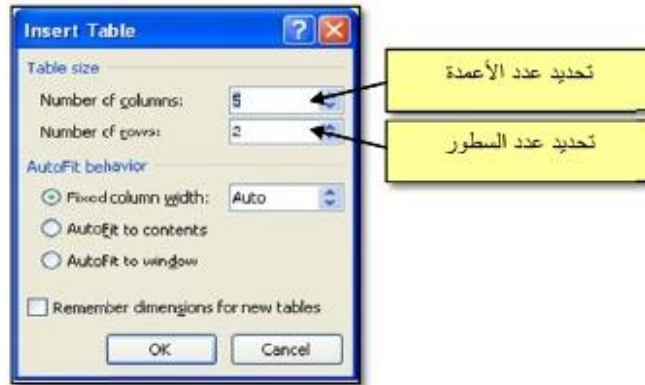 Insert Table
Table size
Number of columns: 5
Number of rows: 2
AutoFit behavior
Fixed column width: Auto
AutoFit to contents
AutoFit to window
Remember dimensions for new tables
OK Cancel
تحديد عدد الأعمدة
تحديد عدد السطور